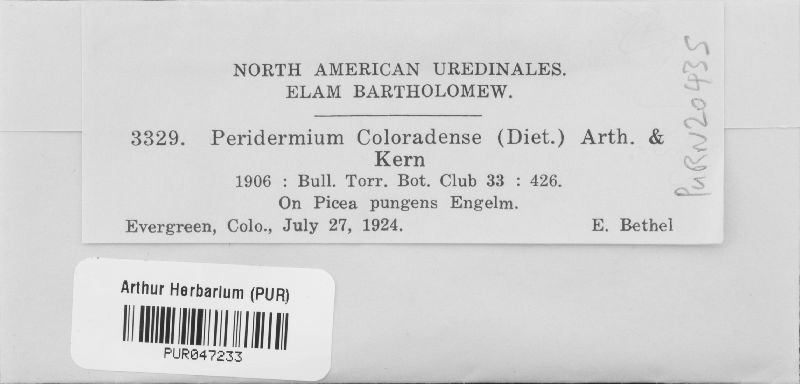 NORTH AMERICAN UREDINALES.
ELAM BARTHOLOMEW.
3329. Peridermium Coloradense (Diet.) Arth. &
Kern
1906 : Bull. Torr. Bot. Club 33 : 426.
On Picea pungens Engelm.
Evergreen, Colo., July 27, 1924. E. Bethel
PURN20435
Arthur Herbarium (PUR)
PUR047233